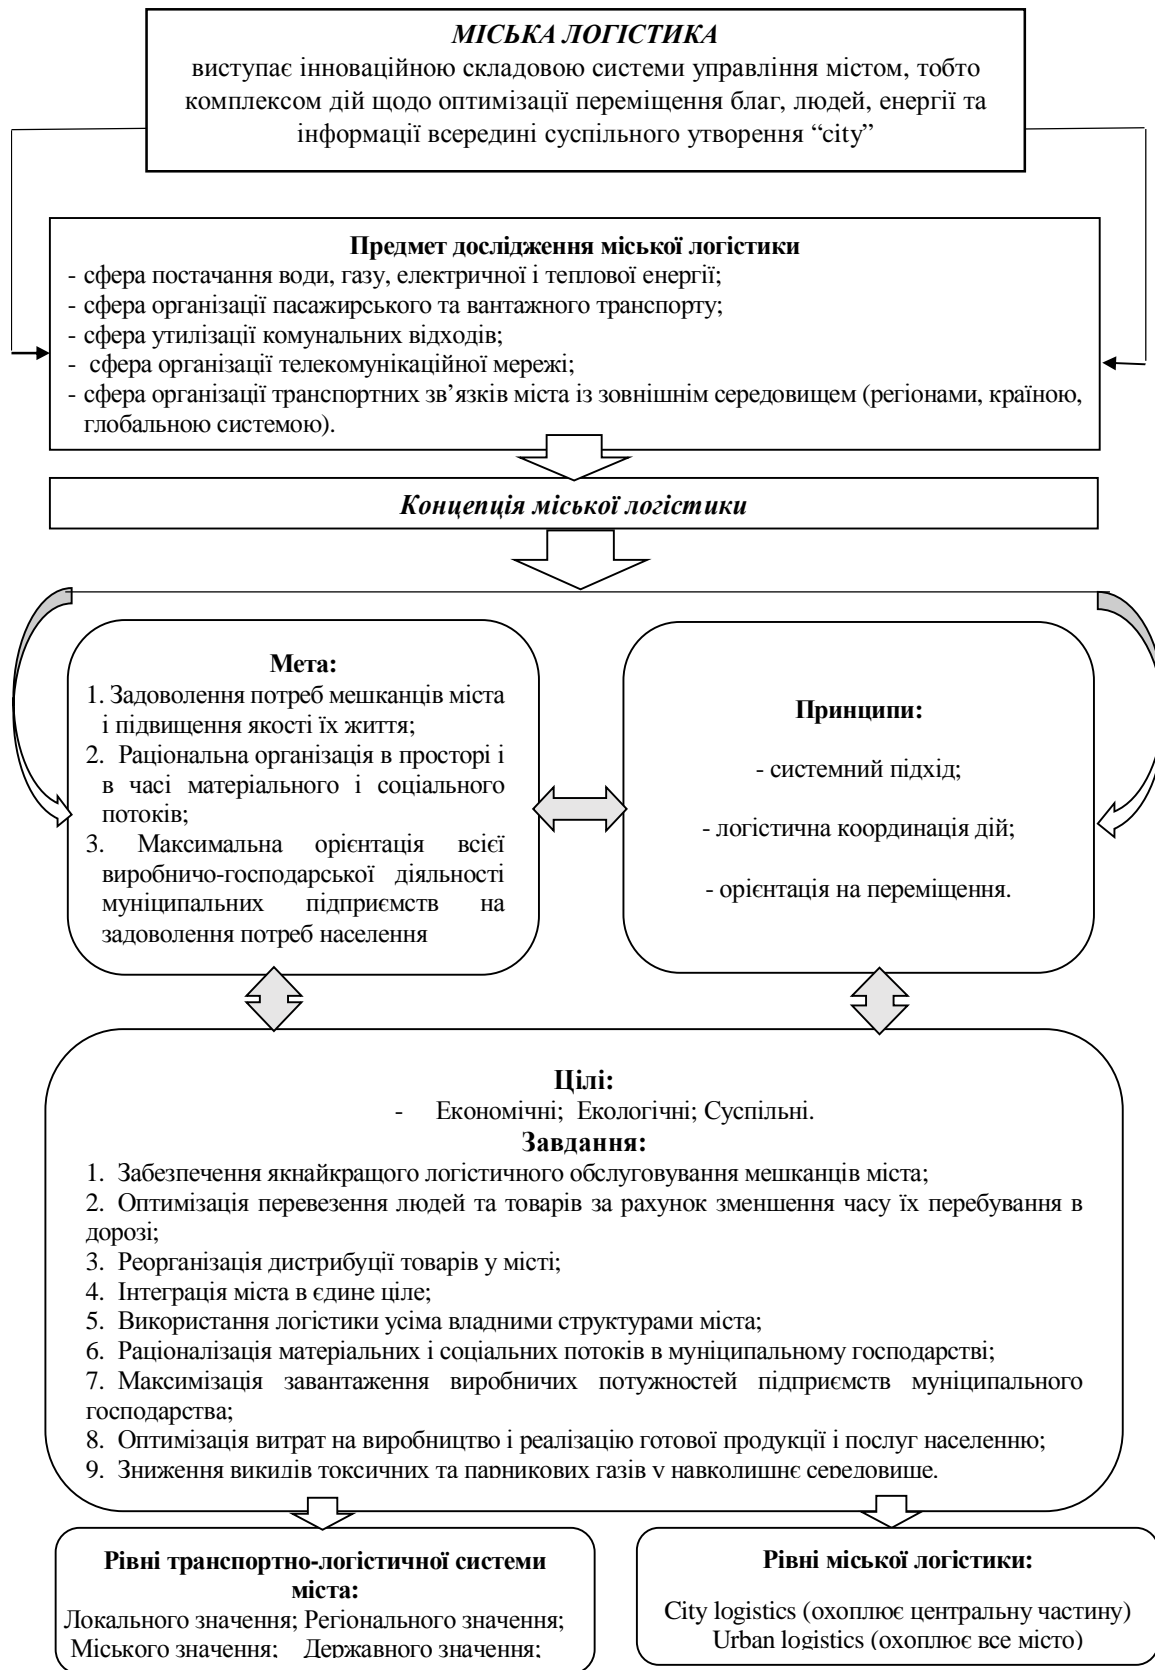 МІСЬКА ЛОГІСТИКА
виступає інноваційною складовою системи управління містом, тобто
комплексом дій щодо оптимізації переміщення благ, людей, енергії та
інформації всередині суспільного утворення “city”
Предмет дослідження міської логістики
- сфера постачання води, газу, електричної і теплової енергії;
- сфера організації пасажирського та вантажного транспорту;
- сфера утилізації комунальних відходів;
- сфера організації телекомунікаційної мережі;
- сфера організації транспортних зв’язків міста із зовнішнім середовищем (регіонами, країною,
глобальною системою).
Концепція міської логістики
Мета:
1. Задоволення потреб мешканців міста
і підвищення якості їх життя;
2. Раціональна організація в просторі і
в часі матеріального і соціального
потоків;
3. Максимальна орієнтація всієї
виробничо-господарської діяльності
муніципальних підприємств на
задоволення потреб населення
Принципи:
- системний підхід;
- логістична координація дій;
- орієнтація на переміщення.
Цілі:
- Економічні; Екологічні; Суспільні.
Завдання:
1. Забезпечення якнайкращого логістичного обслуговування мешканців міста;
2. Оптимізація перевезення людей та товарів за рахунок зменшення часу їх перебування в
дорозі;
3. Реорганізація дистрибуції товарів у місті;
4. Інтеграція міста в єдине ціле;
5. Використання логістики усіма владними структурами міста;
6. Раціоналізація матеріальних і соціальних потоків в муніципальному господарстві;
7. Максимізація завантаження виробничих потужностей підприємств муніципального
господарства;
8. Оптимізація витрат на виробництво і реалізацію готової продукції і послуг населенню;
9. Зниження викидів токсичних та парникових газів у навколишнє середовище.
Рівні транспортно-логістичної системи
міста:
Локального значення; Регіонального значення;
Міського значення; Державного значення;
Рівні міської логістики:
City logistics (охоплює центральну частину)
Urban logistics (охоплює все місто)